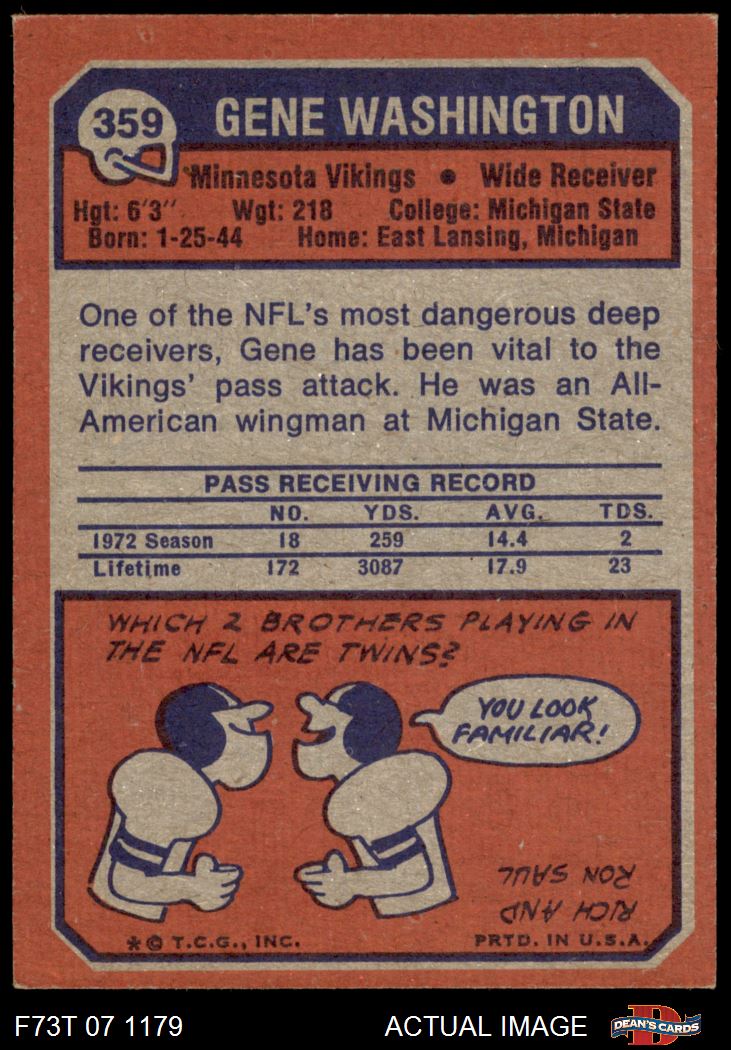 359
GENE WASHINGTON
Minnesota Vikings • Wide Receiver
Hgt: 6'3" Wgt: 218 College: Michigan State
Born: 1-25-44 Home: East Lansing, Michigan
One of the NFL's most dangerous deep
receivers, Gene has been vital to the
Vikings' pass attack. He was an All-
American wingman at Michigan State.
PASS RECEIVING RECORD
NO. YDS. AVG. TDS.
1972 Season 18 259 14.4 2
Lifetime 172 3087 17.9 23
WHICH 2 BROTHERS PLAYING IN
THE NFL ARE TWINS?
YOU LOOK
FAMILIAR!
RICH AND
RON SAUL
* © T.C.G., INC. PRTD. IN U.S.A.
F73T 07 1179 ACTUAL IMAGE
D
DEAN'S CARDS